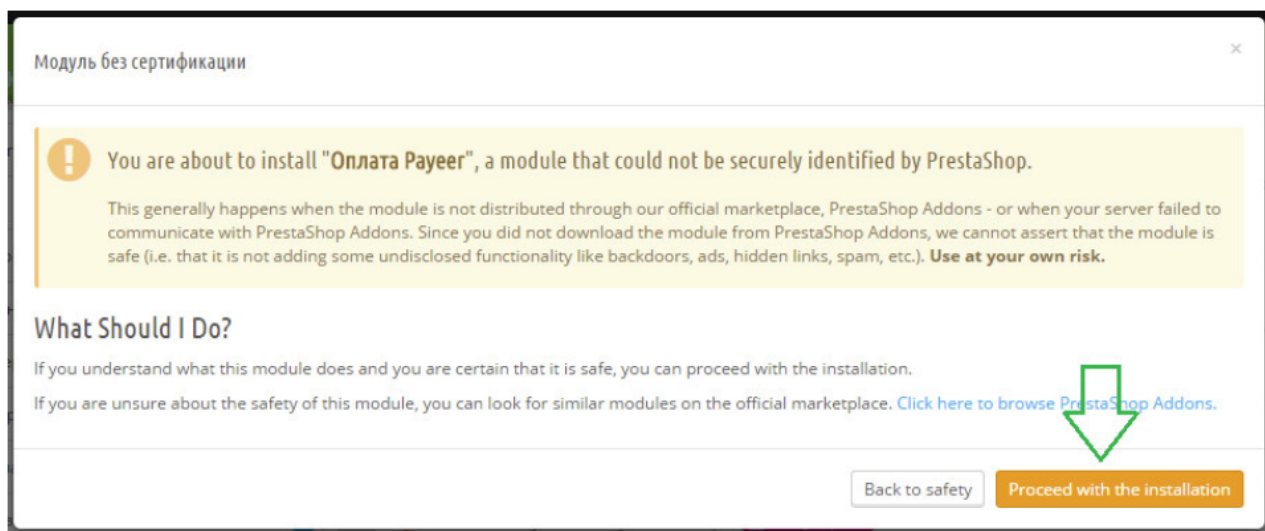 Модуль без сертификации
×
You are about to install "Оплата Payeer", a module that could not be securely identified by PrestaShop.
This generally happens when the module is not distributed through our official marketplace, PrestaShop Addons - or when your server failed to
communicate with PrestaShop Addons. Since you did not download the module from PrestaShop Addons, we cannot assert that the module is
safe (i.e. that it is not adding some undisclosed functionality like backdoors, ads, hidden links, spam, etc.). Use at your own risk.
What Should I Do?
If you understand what this module does and you are certain that it is safe, you can proceed with the installation.
If you are unsure about the safety of this module, you can look for similar modules on the official marketplace. Click here to browse PrestaShop Addons.
Back to safety
Proceed with the installation